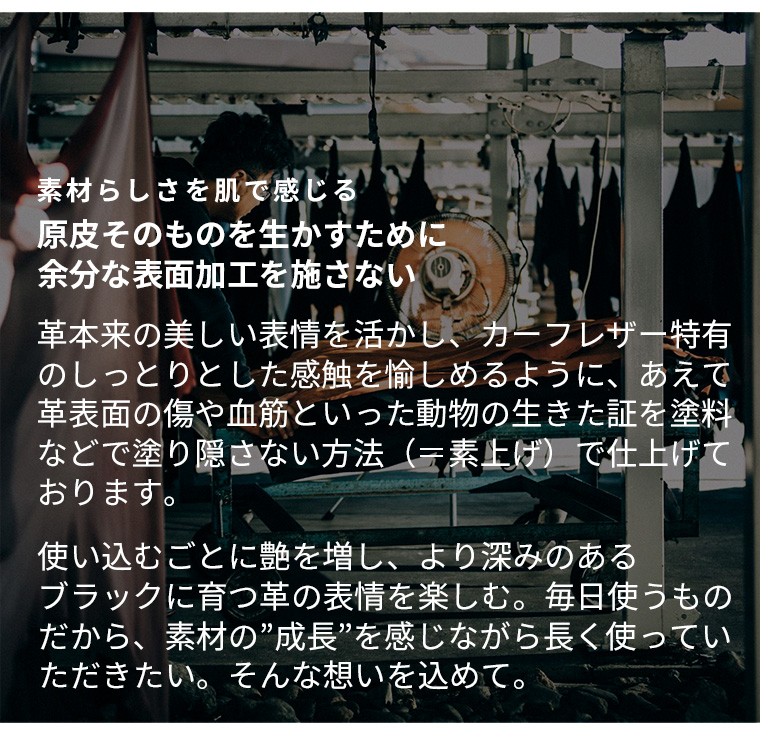 素材らしさを肌で感じる
原皮そのものを生かすために
余分な表面加工を施さない
革本来の美しい表情を活かし、カーフレザー特有
のしっとりとした感触を愉しめるように、あえて
革表面の傷や血筋といった動物の生きた証を塗料
などで塗り隠さない方法（＝素上げ）で仕上げて
おります。
使い込むごとに艶を増し、より深みのある
ブラックに育つ革の表情を楽しむ。毎日使うもの
だから、素材の”成長”を感じながら長く使ってい
ただきたい。そんな想いを込めて。